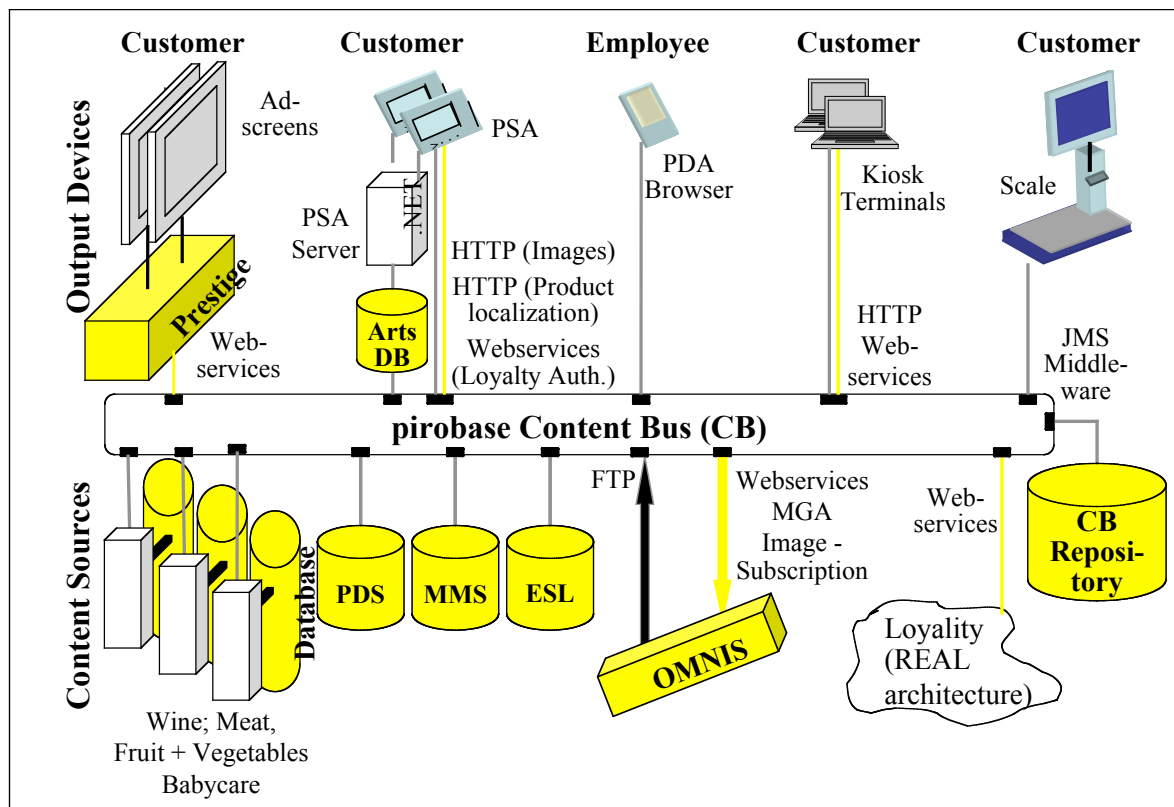 Customer
Customer
Employee
Customer
Customer
Output Devices
Ad-
screens
PSA
PDA
Browser
Kiosk
Terminals
Scale
.NET
PSA
Server
HTTP (Images)
HTTP (Product
localization)
Webservices
(Loyalty Auth.)
Prestige
Web-
services
Arts
DB
HTTP
Web-
services
JMS
Middle-
ware
pirobase Content Bus (CB)
Content Sources
Database
PDS
MMS
ESL
FTP
Webservices
MGA
Image -
Subscription
OMNIS
Web-
services
CB
Reposi-
tory
Loyality
(REAL
architecture)
Wine; Meat,
Fruit + Vegetables
Babycare